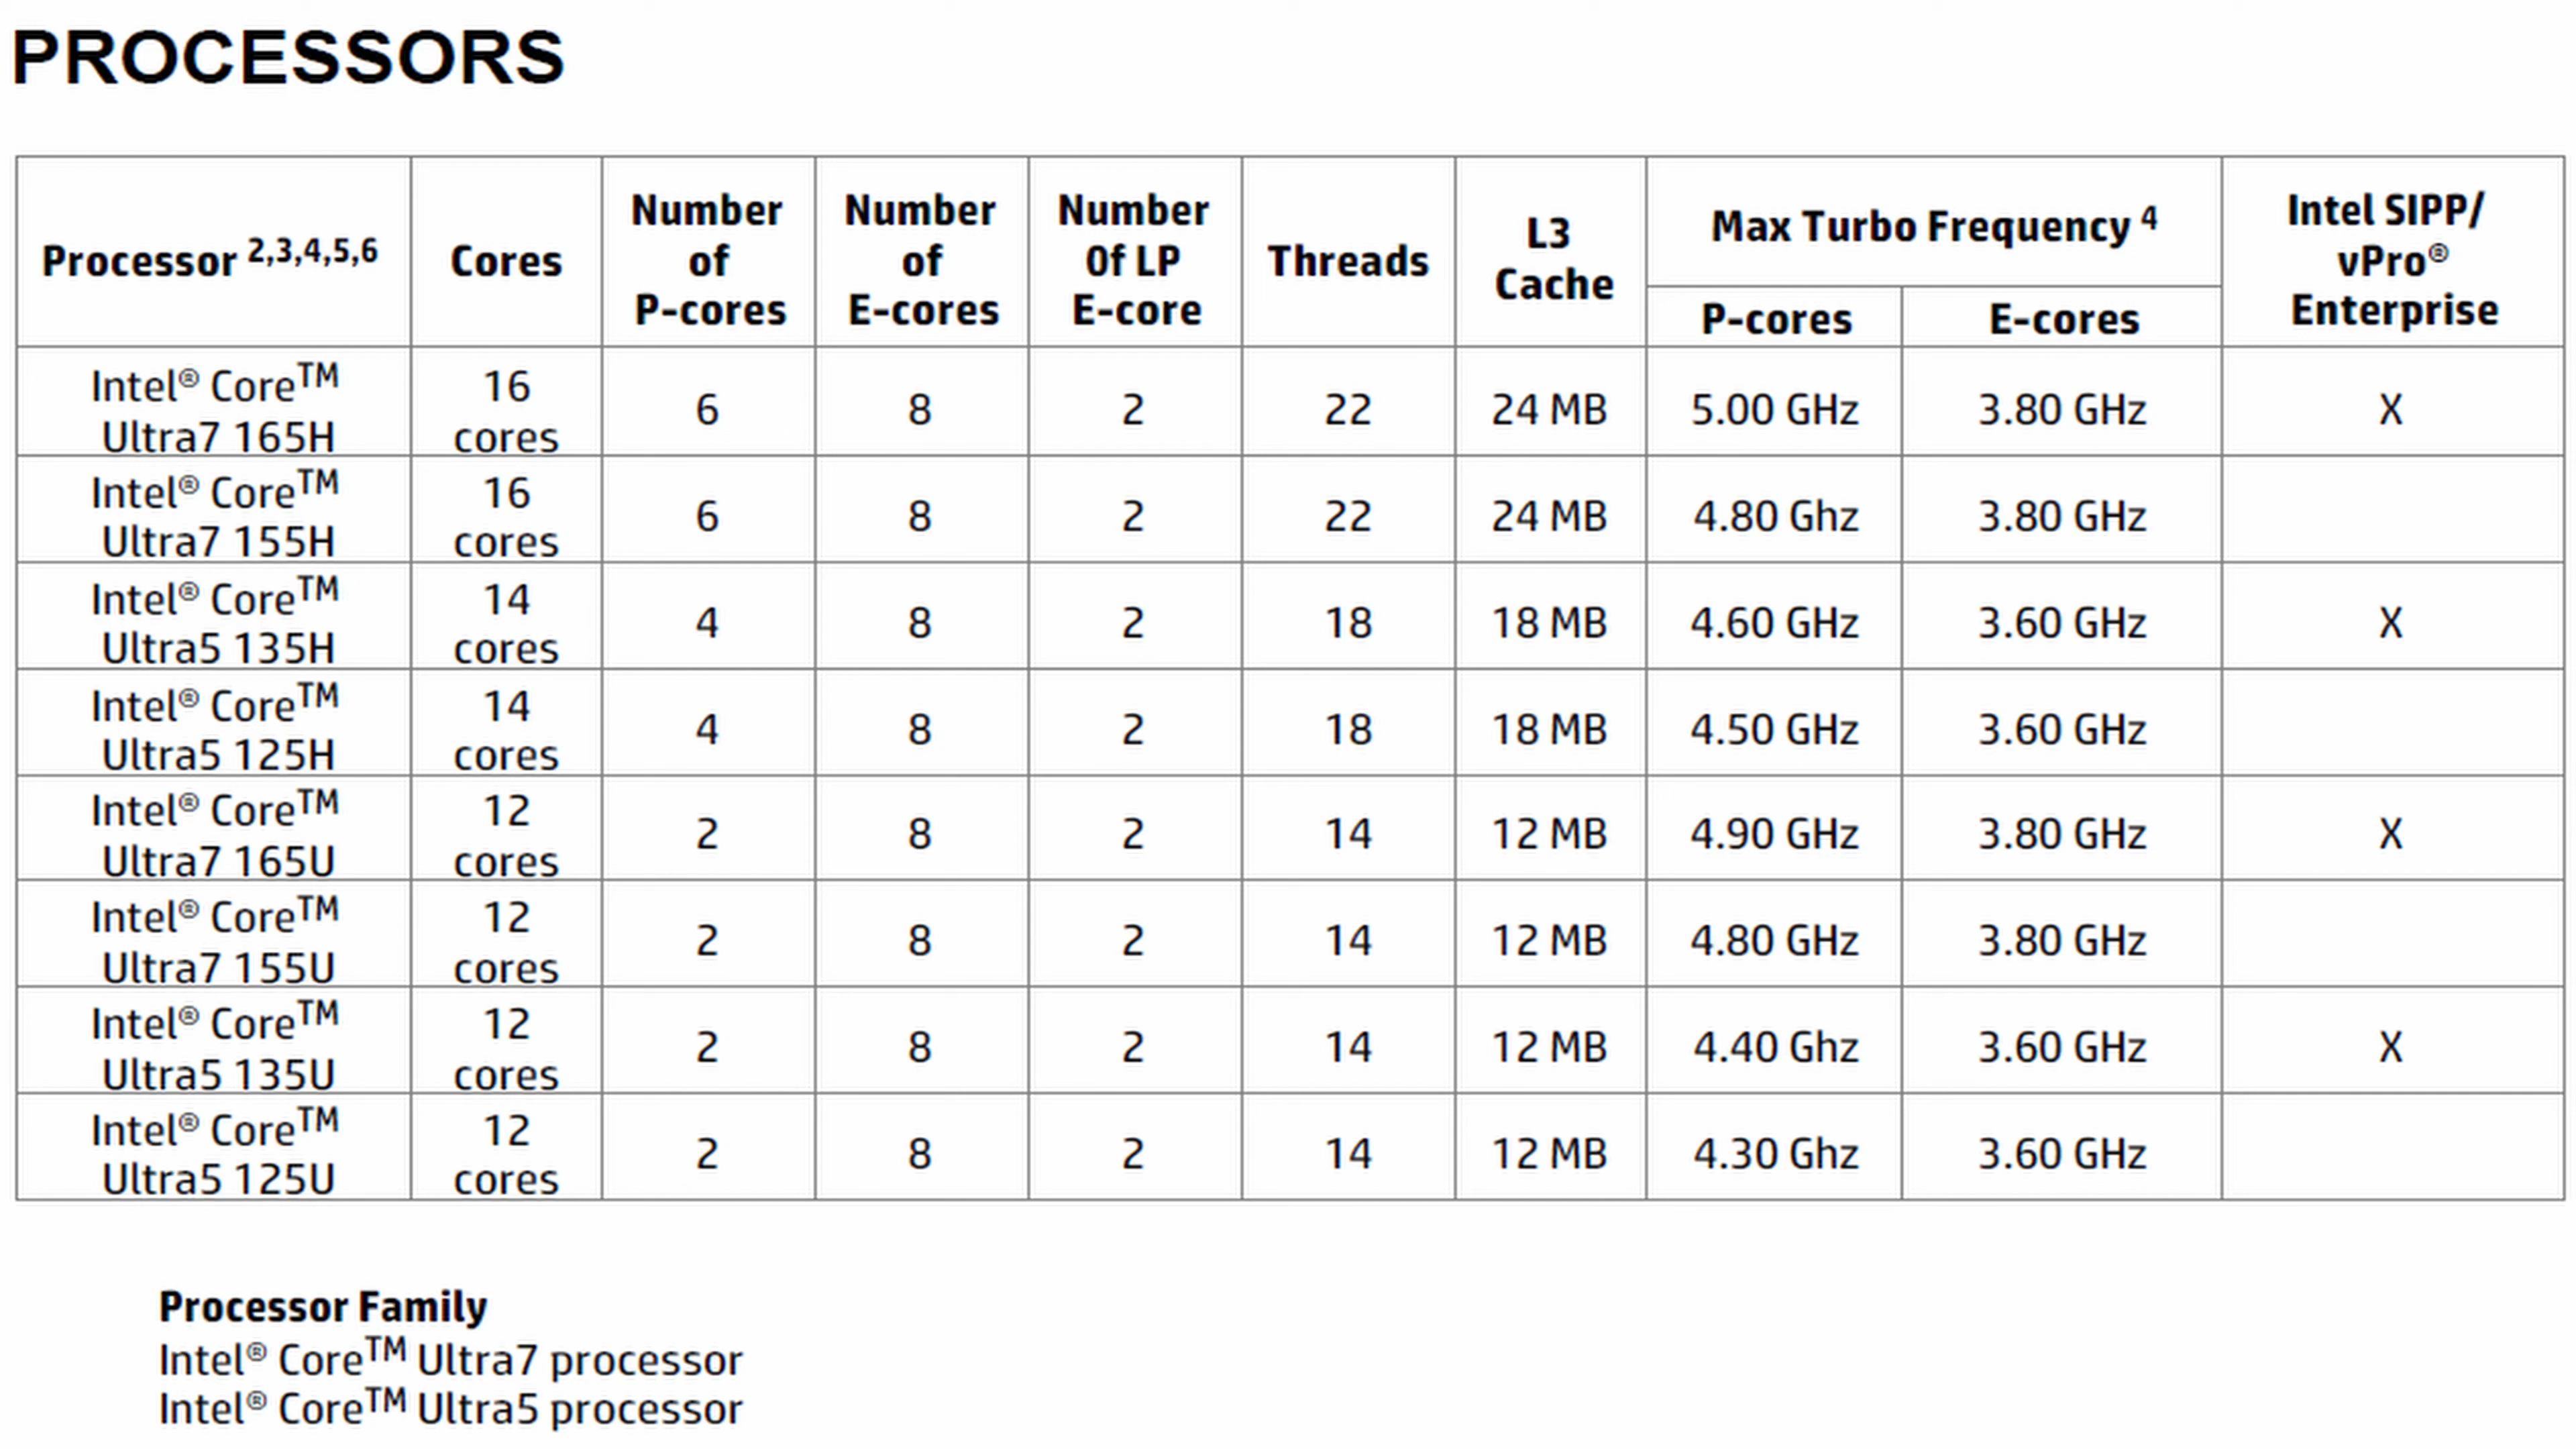 PROCESSORS
Processor 2,3,4,5,6 Cores Number of P-cores Number of E-cores Number 0f LP E-core Threads L3 Cache Max Turbo Frequency 4 Intel SIPP/ vPro® Enterprise
P-cores E-cores
Intel® Core™ Ultra7 165H 16 cores 6 8 2 22 24 MB 5.00 GHz 3.80 GHz X
Intel® Core™ Ultra7 155H 16 cores 6 8 2 22 24 MB 4.80 Ghz 3.80 GHz
Intel® Core™ Ultra5 135H 14 cores 4 8 2 18 18 MB 4.60 GHz 3.60 GHz X
Intel® Core™ Ultra5 125H 14 cores 4 8 2 18 18 MB 4.50 GHz 3.60 GHz
Intel® Core™ Ultra7 165U 12 cores 2 8 2 14 12 MB 4.90 GHz 3.80 GHz X
Intel® Core™ Ultra7 155U 12 cores 2 8 2 14 12 MB 4.80 GHz 3.80 GHz
Intel® Core™ Ultra5 135U 12 cores 2 8 2 14 12 MB 4.40 Ghz 3.60 GHz X
Intel® Core™ Ultra5 125U 12 cores 2 8 2 14 12 MB 4.30 Ghz 3.60 GHz
Processor Family
Intel® Core™ Ultra7 processor
Intel® Core™ Ultra5 processor